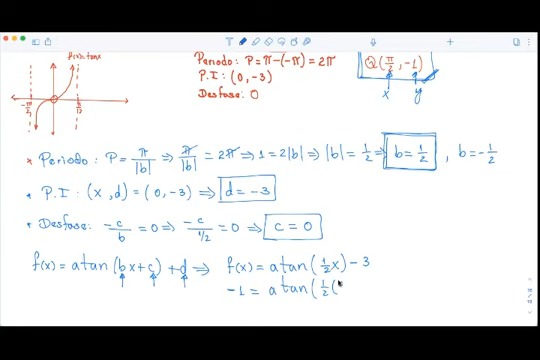 f(x)=tanx
-π/2
π/2
Periodo: P = π-(-π) = 2π
P.I: (0, -3)
Desfase: 0
Q(π/2, -1)
x y
* Periodo: P = π/|b| ⇒ π/|b| = 2π ⇒ 1 = 2|b| ⇒ |b| = 1/2 ⇒ b = 1/2 , b = -1/2
* P.I: (x, d) = (0, -3) ⇒ d = -3
* Desfase: -c/b = 0 ⇒ -c/1/2 = 0 ⇒ c = 0
f(x) = a tan(bx + c) + d ⇒ f(x) = a tan(1/2 x) - 3
-1 = a tan(1/2(